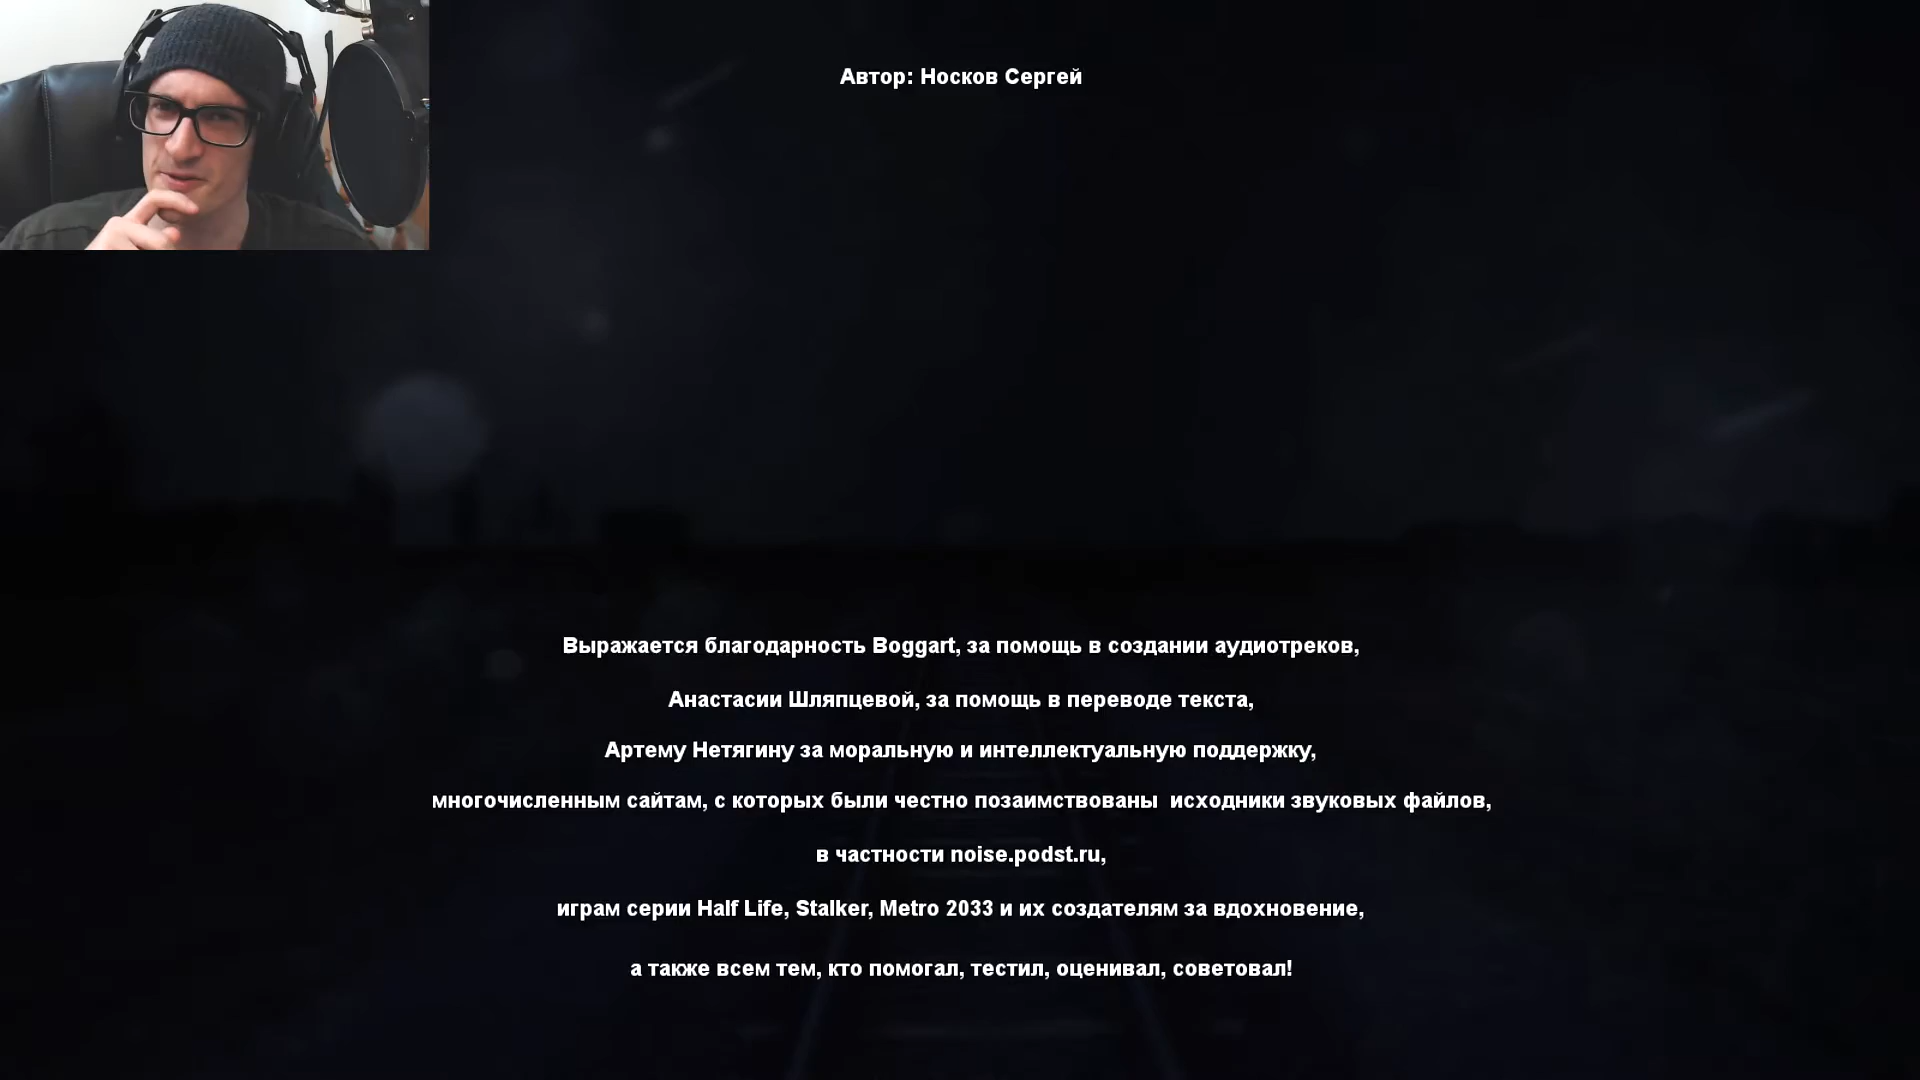 Автор: Носков Сергей
Выражается благодарность Boggart, за помощь в создании аудиотреков,
Анастасии Шляпцевой, за помощь в переводе текста,
Артему Нетягину за моральную и интеллектуальную поддержку,
многочисленным сайтам, с которых были честно позаимствованы исходники звуковых файлов,
в частности noise.podst.ru,
играм серии Half Life, Stalker, Metro 2033 и их создателям за вдохновение,
а также всем тем, кто помогал, тестил, оценивал, советовал!